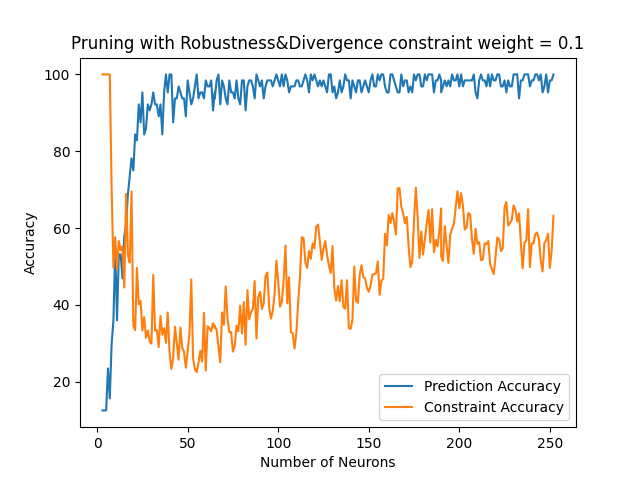 Pruning with Robustness&Divergence constraint weight = 0.1
100
80
60
40
20
Accuracy
0
50
100
150
200
250
Number of Neurons
Prediction Accuracy
Constraint Accuracy